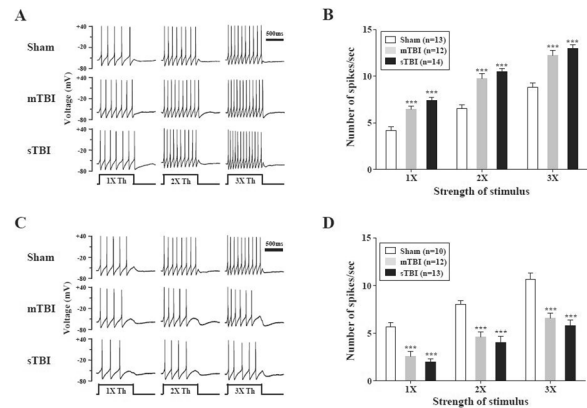 A
B
+40
-20
-80
Sham
500ms
mTBI
Voltage (mV)
+40
-20
-80
sTBI
+40
-20
-80
1X Th
2X Th
3X Th
Number of spikes/sec
15
10
5
0
Sham (n=13)
mTBI (n=12)
sTBI (n=14)
*** ***
*** ***
*** ***
1X 2X 3X
Strength of stimulus
C
D
+40
-20
-80
Sham
500ms
mTBI
Voltage (mV)
+40
-20
-80
sTBI
+40
-20
-80
1X Th
2X Th
3X Th
Number of spikes/sec
15
10
5
0
Sham (n=10)
mTBI (n=12)
sTBI (n=13)
*** ***
*** ***
*** ***
1X 2X 3X
Strength of stimulus